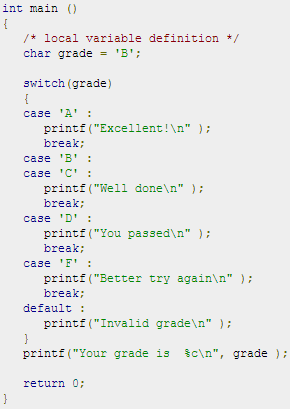 int main ()
{
   /* local variable definition */
   char grade = 'B';

   switch(grade)
   {
   case 'A' :
      printf("Excellent!\n" );
      break;
   case 'B' :
   case 'C' :
      printf("Well done\n" );
      break;
   case 'D' :
      printf("You passed\n" );
      break;
   case 'F' :
      printf("Better try again\n" );
      break;
   default :
      printf("Invalid grade\n" );
   }
   printf("Your grade is  %c\n", grade );

   return 0;
}